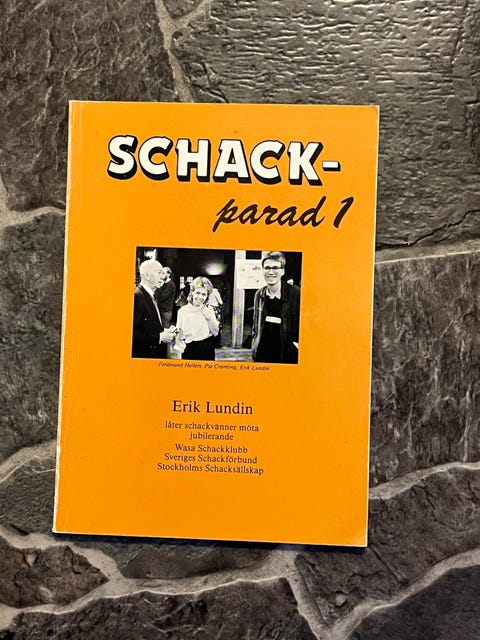 SCHACK-
parad 1
Ferdinand Hellers, Pia Cramling, Erik Lundin
Erik Lundin
låter schackvänner möta
jubilerande
Wasa Schackklubb
Sveriges Schackförbund
Stockholms Schacksällskap